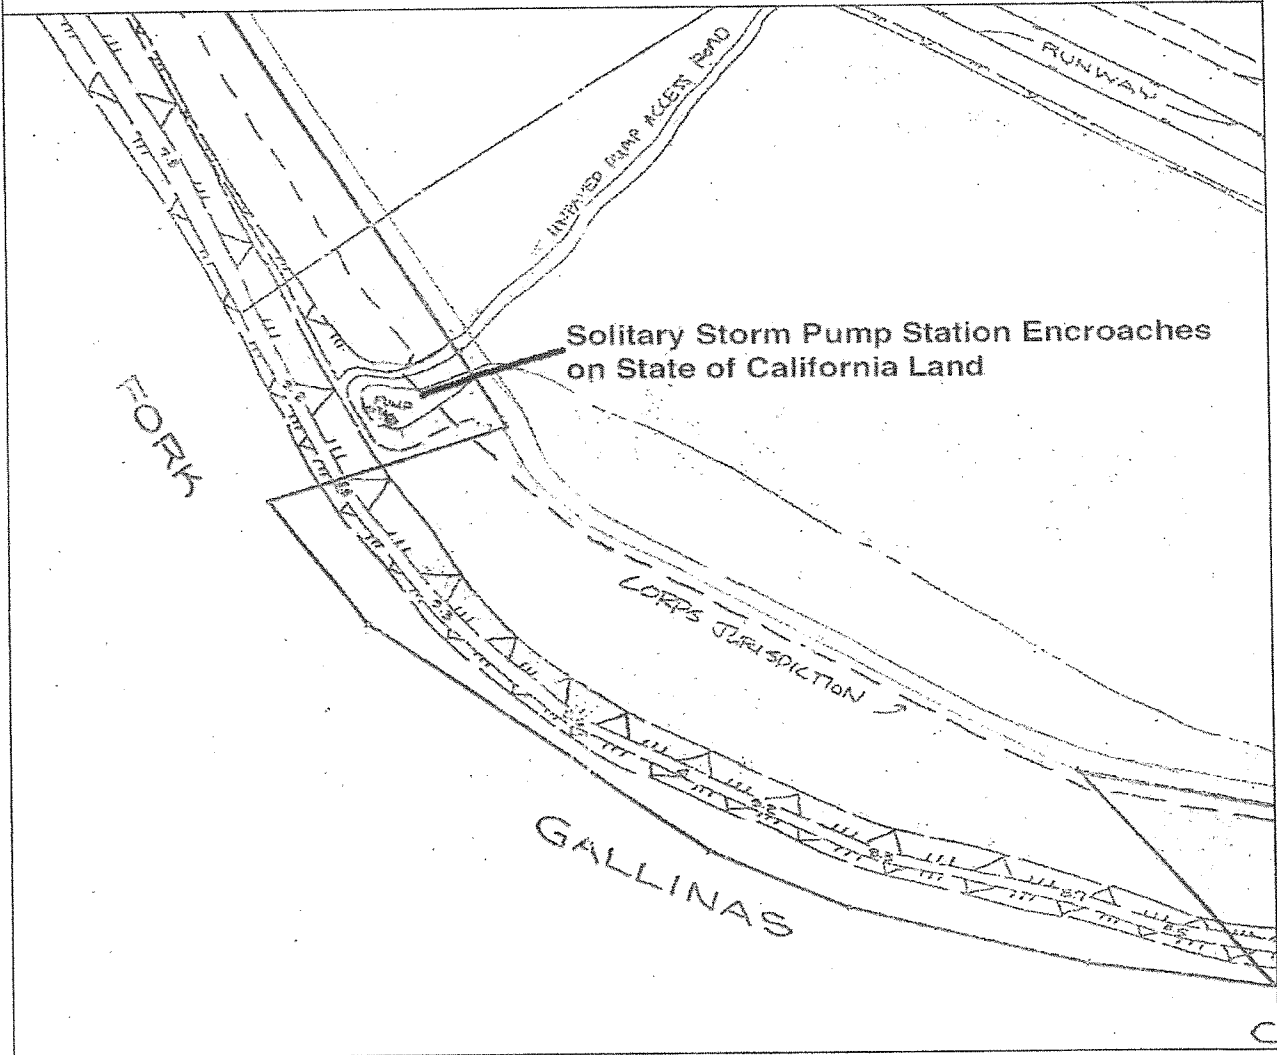 RUNWAY
UNPAVED PUMP ACCESS ROAD
Solitary Storm Pump Station Encroaches
on State of California Land
PUMP
FORK
CORPS JURISDICTION
GALLINAS
C